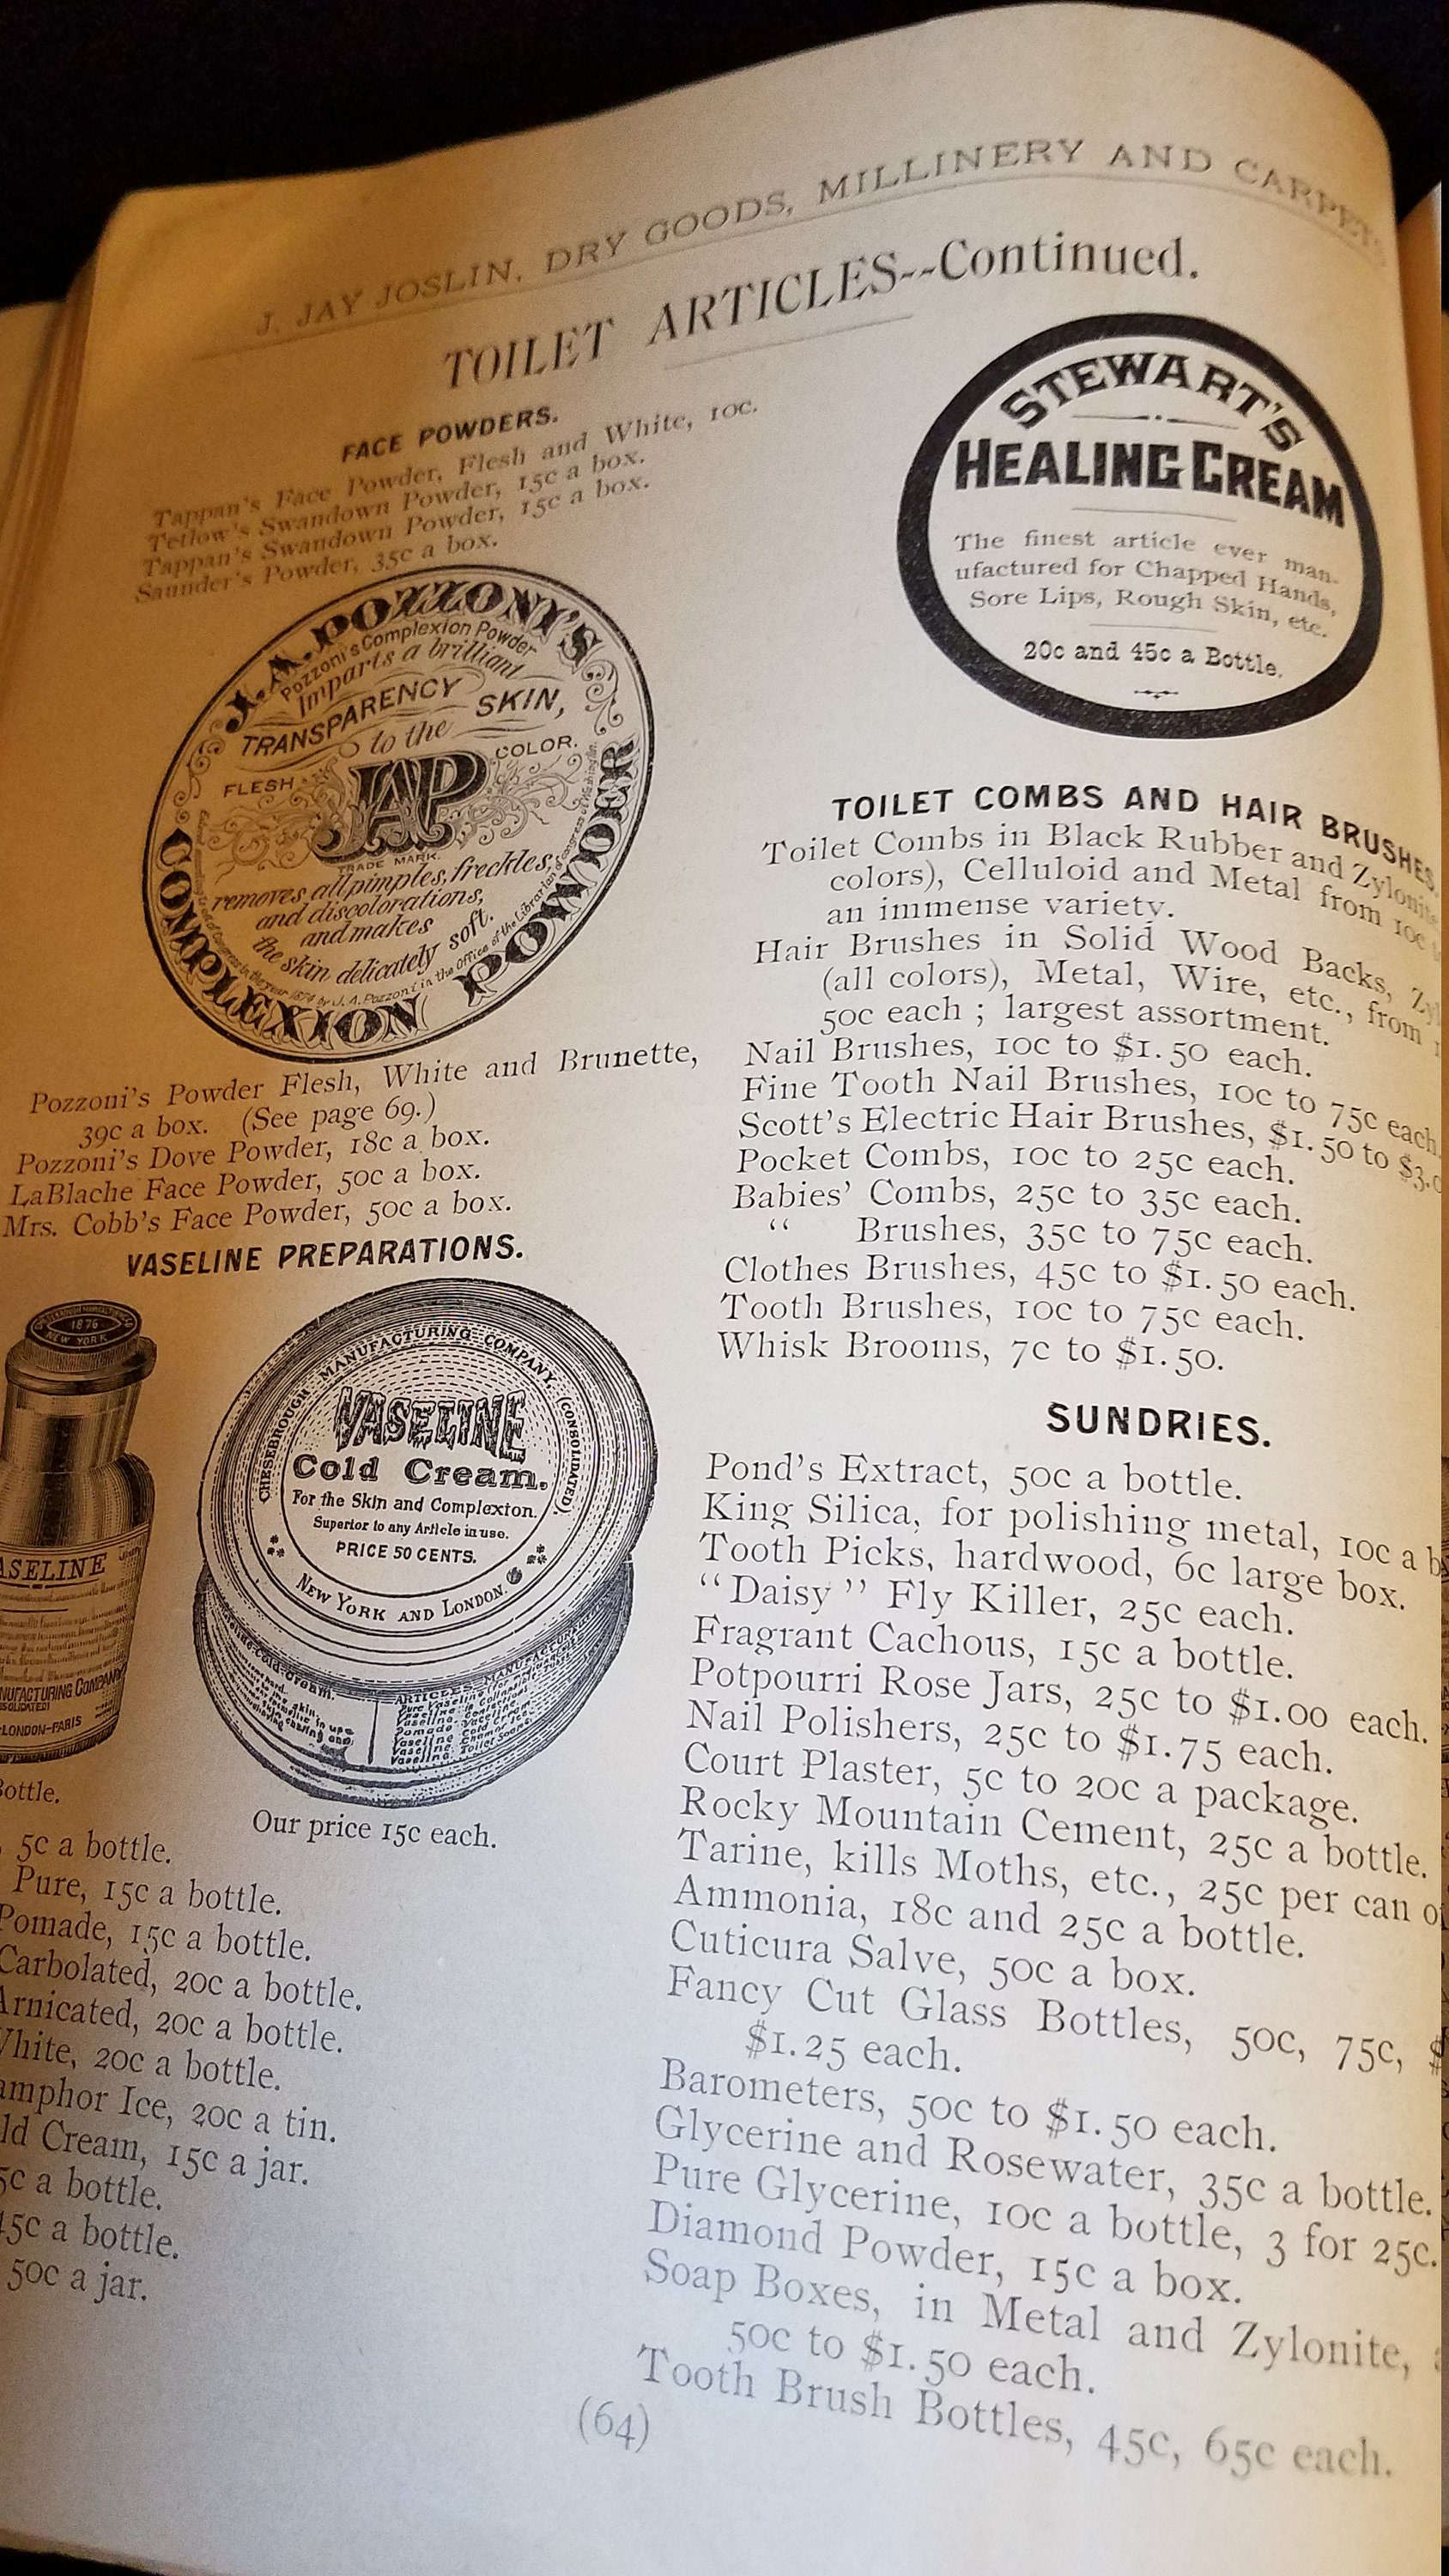 J. JAY JOSLIN, DRY GOODS, MILLINERY AND CARPETS
TOILET ARTICLES--Continued.
FACE POWDERS.
Tappan's Face Powder, Flesh and White, 10c.
Tetlow's Swandown Powder, 15c a box.
Tappan's Swandown Powder, 15c a box.
Saunder's Powder, 35c a box.
J. A. POZZONI'S
Pozzoni's Complexion Powder
Imparts a brilliant
TRANSPARENCY
to the SKIN,
FLESH COLOR.
JAP
TRADE MARK.
removes all pimples, freckles,
and discolorations,
and makes
the skin delicately soft.
by J. A. Pozzoni in the Office of the Librarian of Congress
COMPLEXION POWDER
Pozzoni's Powder Flesh, White and Brunette,
39c a box. (See page 69.)
Pozzoni's Dove Powder, 18c a box.
LaBlache Face Powder, 50c a box.
Mrs. Cobb's Face Powder, 50c a box.
VASELINE PREPARATIONS.
1876
NEW YORK
ASELINE
NUFACTURING COMPANY
SOLIDATED)
-LONDON-PARIS
Bottle.
CHESEBROUGH MANUFACTURING COMPANY. (CONSOLIDATED).
VASELINE
Cold Cream.
For the Skin and Complexion.
Superior to any Article in use.
PRICE 50 CENTS.
NEW YORK AND LONDON.
Our price 15c each.
5c a bottle.
Pure, 15c a bottle.
Pomade, 15c a bottle.
Carbolated, 20c a bottle.
Arnicated, 20c a bottle.
White, 20c a bottle.
amphor Ice, 20c a tin.
ld Cream, 15c a jar.
5c a bottle.
45c a bottle.
50c a jar.
STEWART'S
HEALING CREAM
The finest article ever man-
ufactured for Chapped Hands,
Sore Lips, Rough Skin, etc.
20c and 45c a Bottle.
TOILET COMBS AND HAIR BRUSHES.
Toilet Combs in Black Rubber and Zylonite
colors), Celluloid and Metal from 10c
an immense variety.
Hair Brushes in Solid Wood Backs, Zyl
(all colors), Metal, Wire, etc., from
50c each ; largest assortment.
Nail Brushes, 10c to $1.50 each.
Fine Tooth Nail Brushes, 10c to 75c each.
Scott's Electric Hair Brushes, $1.50 to $3.0
Pocket Combs, 10c to 25c each.
Babies' Combs, 25c to 35c each.
“ Brushes, 35c to 75c each.
Clothes Brushes, 45c to $1.50 each.
Tooth Brushes, 10c to 75c each.
Whisk Brooms, 7c to $1.50.
SUNDRIES.
Pond's Extract, 50c a bottle.
King Silica, for polishing metal, 10c a b
Tooth Picks, hardwood, 6c large box.
“Daisy” Fly Killer, 25c each.
Fragrant Cachous, 15c a bottle.
Potpourri Rose Jars, 25c to $1.00 each.
Nail Polishers, 25c to $1.75 each.
Court Plaster, 5c to 20c a package.
Rocky Mountain Cement, 25c a bottle.
Tarine, kills Moths, etc., 25c per can o
Ammonia, 18c and 25c a bottle.
Cuticura Salve, 50c a box.
Fancy Cut Glass Bottles, 50c, 75c, $
$1.25 each.
Barometers, 50c to $1.50 each.
Glycerine and Rosewater, 35c a bottle.
Pure Glycerine, 10c a bottle, 3 for 25c.
Diamond Powder, 15c a box.
Soap Boxes, in Metal and Zylonite,
50c to $1.50 each.
Tooth Brush Bottles, 45c, 65c each.
(64)